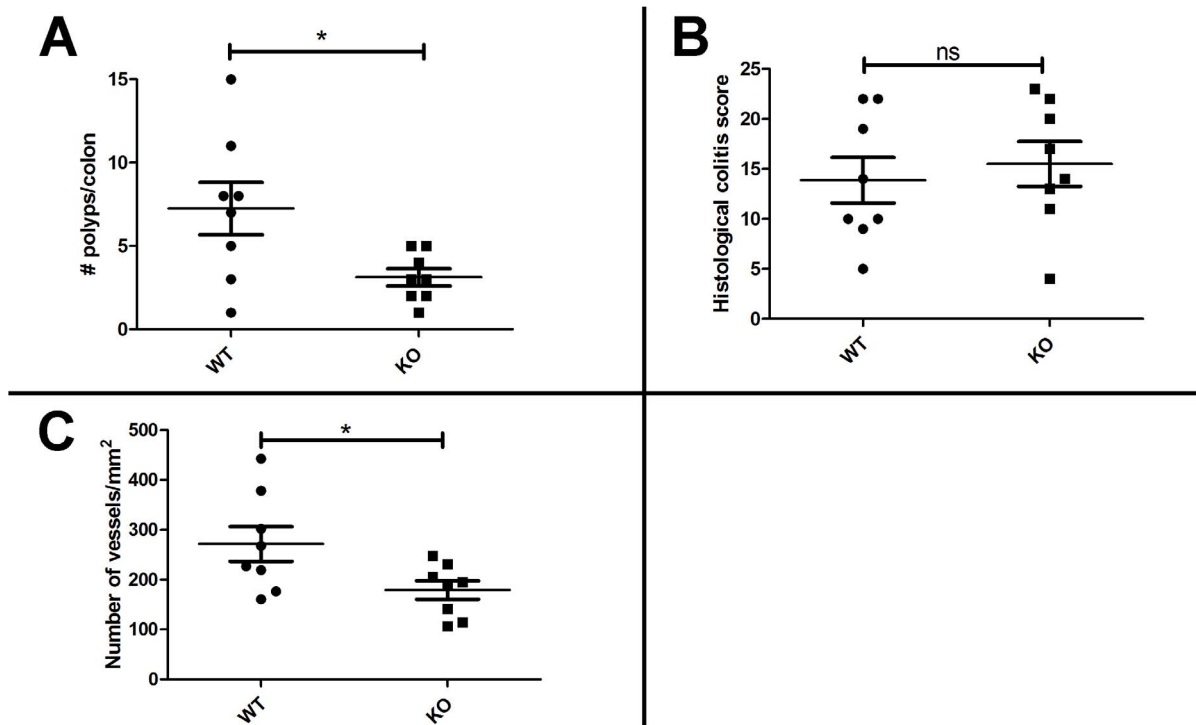 A
*
# polyps/colon
15
10
5
0
WT
KO
B
ns
Histological colitis score
25
20
15
10
5
0
WT
KO
C
*
Number of vessels/mm²
500
400
300
200
100
0
WT
KO